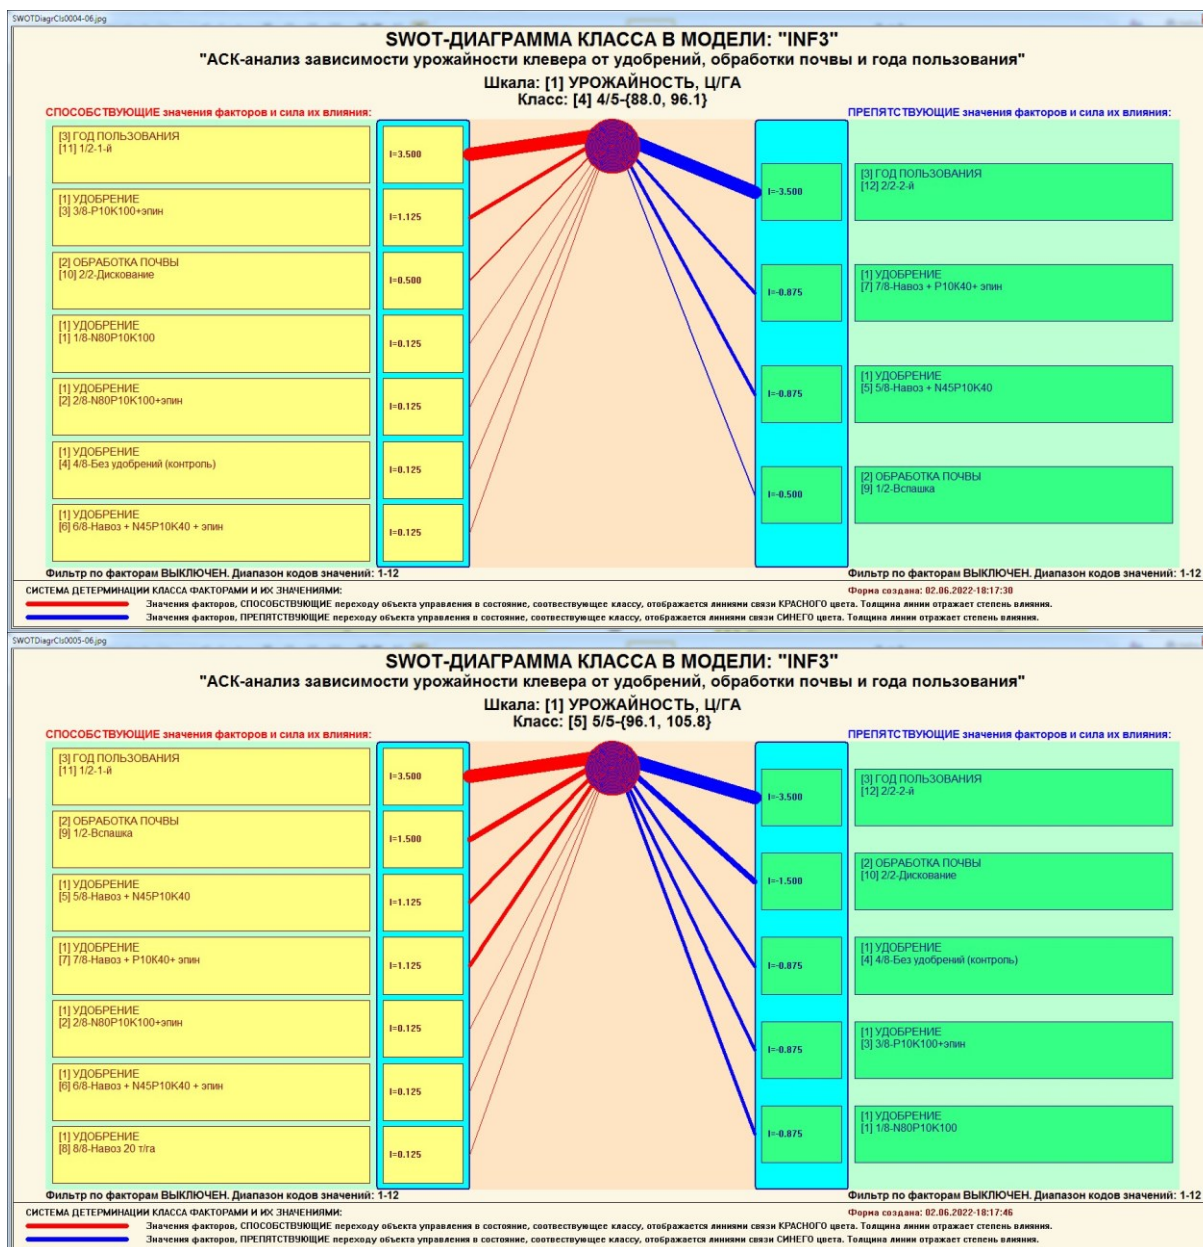 SWOTDiagrCls0004-06.jpg
SWOT-ДИАГРАММА КЛАССА В МОДЕЛИ: "INF3"
"АСК-анализ зависимости урожайности клевера от удобрений, обработки почвы и года пользования"
Шкала: [1] УРОЖАЙНОСТЬ, Ц/ГА
Класс: [4] 4/5-{88.0, 96.1}
СПОСОБСТВУЮЩИЕ значения факторов и сила их влияния:
ПРЕПЯТСТВУЮЩИЕ значения факторов и сила их влияния:
[3] ГОД ПОЛЬЗОВАНИЯ
[11] 1/2-1-й
I=3.500
[1] УДОБРЕНИЕ
[3] 3/8-P10K100+эпин
I=1.125
[2] ОБРАБОТКА ПОЧВЫ
[10] 2/2-Дискование
I=0.500
[1] УДОБРЕНИЕ
[1] 1/8-N80P10K100
I=0.125
[1] УДОБРЕНИЕ
[2] 2/8-N80P10K100+эпин
I=0.125
[1] УДОБРЕНИЕ
[4] 4/8-Без удобрений (контроль)
I=0.125
[1] УДОБРЕНИЕ
[6] 6/8-Навоз + N45P10K40 + эпин
I=0.125
I=-3.500
[3] ГОД ПОЛЬЗОВАНИЯ
[12] 2/2-2-й
I=-0.875
[1] УДОБРЕНИЕ
[7] 7/8-Навоз + P10K40+ эпин
I=-0.875
[1] УДОБРЕНИЕ
[5] 5/8-Навоз + N45P10K40
I=-0.500
[2] ОБРАБОТКА ПОЧВЫ
[9] 1/2-Вспашка
Фильтр по факторам ВЫКЛЮЧЕН. Диапазон кодов значений: 1-12
Фильтр по факторам ВЫКЛЮЧЕН. Диапазон кодов значений: 1-12
СИСТЕМА ДЕТЕРМИНАЦИИ КЛАССА ФАКТОРАМИ И ИХ ЗНАЧЕНИЯМИ:
Форма создана: 02.06.2022-18:17:30
Значения факторов, СПОСОБСТВУЮЩИЕ переходу объекта управления в состояние, соотвествующее классу, отображается линиями связи КРАСНОГО цвета. Толщина линии отражает степень влияния.
Значения факторов, ПРЕПЯТСТВУЮЩИЕ переходу объекта управления в состояние, соотвествующее классу, отображается линиями связи СИНЕГО цвета. Толщина линии отражает степень влияния.
SWOTDiagrCls0005-06.jpg
SWOT-ДИАГРАММА КЛАССА В МОДЕЛИ: "INF3"
"АСК-анализ зависимости урожайности клевера от удобрений, обработки почвы и года пользования"
Шкала: [1] УРОЖАЙНОСТЬ, Ц/ГА
Класс: [5] 5/5-{96.1, 105.8}
СПОСОБСТВУЮЩИЕ значения факторов и сила их влияния:
ПРЕПЯТСТВУЮЩИЕ значения факторов и сила их влияния:
[3] ГОД ПОЛЬЗОВАНИЯ
[11] 1/2-1-й
I=3.500
[2] ОБРАБОТКА ПОЧВЫ
[9] 1/2-Вспашка
I=1.500
[1] УДОБРЕНИЕ
[5] 5/8-Навоз + N45P10K40
I=1.125
[1] УДОБРЕНИЕ
[7] 7/8-Навоз + P10K40+ эпин
I=1.125
[1] УДОБРЕНИЕ
[2] 2/8-N80P10K100+эпин
I=0.125
[1] УДОБРЕНИЕ
[6] 6/8-Навоз + N45P10K40 + эпин
I=0.125
[1] УДОБРЕНИЕ
[8] 8/8-Навоз 20 т/га
I=0.125
I=-3.500
[3] ГОД ПОЛЬЗОВАНИЯ
[12] 2/2-2-й
I=-1.500
[2] ОБРАБОТКА ПОЧВЫ
[10] 2/2-Дискование
I=-0.875
[1] УДОБРЕНИЕ
[4] 4/8-Без удобрений (контроль)
I=-0.875
[1] УДОБРЕНИЕ
[3] 3/8-P10K100+эпин
I=-0.875
[1] УДОБРЕНИЕ
[1] 1/8-N80P10K100
Фильтр по факторам ВЫКЛЮЧЕН. Диапазон кодов значений: 1-12
Фильтр по факторам ВЫКЛЮЧЕН. Диапазон кодов значений: 1-12
СИСТЕМА ДЕТЕРМИНАЦИИ КЛАССА ФАКТОРАМИ И ИХ ЗНАЧЕНИЯМИ:
Форма создана: 02.06.2022-18:17:46
Значения факторов, СПОСОБСТВУЮЩИЕ переходу объекта управления в состояние, соотвествующее классу, отображается линиями связи КРАСНОГО цвета. Толщина линии отражает степень влияния.
Значения факторов, ПРЕПЯТСТВУЮЩИЕ переходу объекта управления в состояние, соотвествующее классу, отображается линиями связи СИНЕГО цвета. Толщина линии отражает степень влияния.